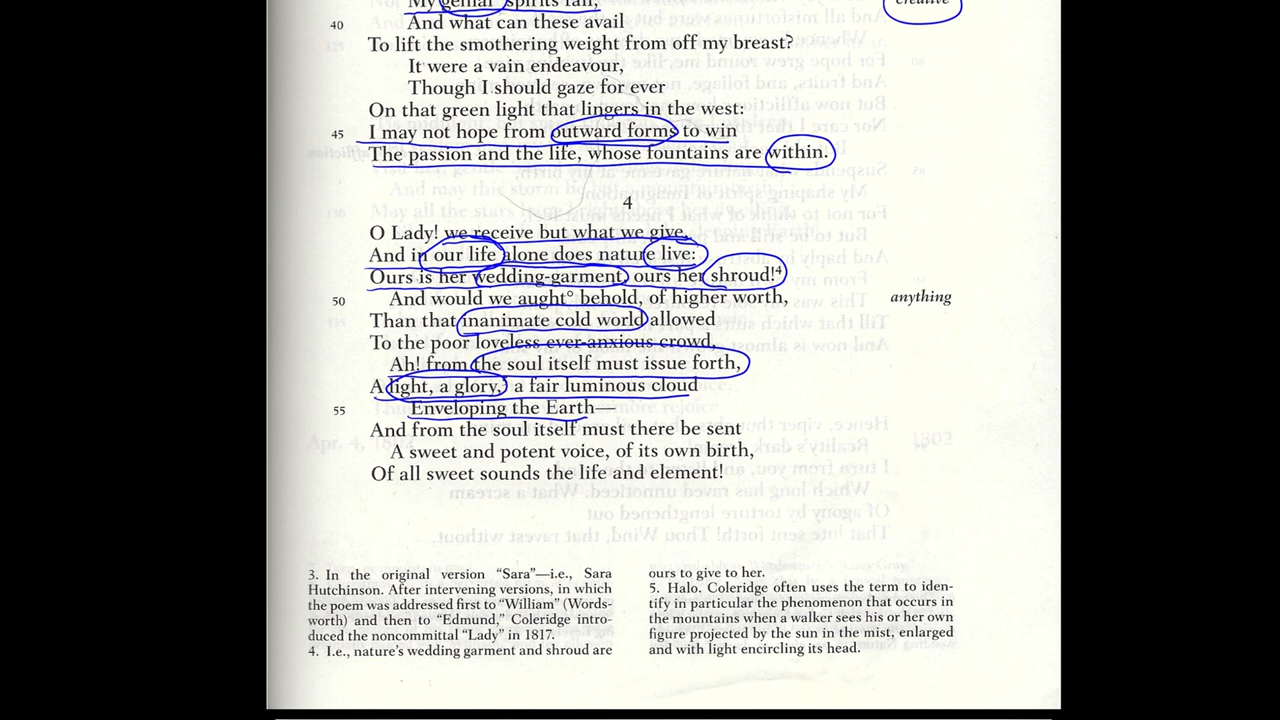 My genial spirits fail,
creative
40 And what can these avail
To lift the smothering weight from off my breast?
It were a vain endeavour,
Though I should gaze for ever
On that green light that lingers in the west:
45 I may not hope from outward forms to win
The passion and the life, whose fountains are within.
4
O Lady! we receive but what we give,
And in our life alone does nature live:
Ours is her wedding-garment, ours her shroud!⁴
50 And would we aught° behold, of higher worth, anything
Than that inanimate cold world allowed
To the poor loveless ever-anxious crowd,
Ah! from the soul itself must issue forth,
A light, a glory, a fair luminous cloud
55 Enveloping the Earth—
And from the soul itself must there be sent
A sweet and potent voice, of its own birth,
Of all sweet sounds the life and element!
3. In the original version “Sara”—i.e., Sara
Hutchinson. After intervening versions, in which
the poem was addressed first to “William” (Words-
worth) and then to “Edmund,” Coleridge intro-
duced the noncommittal “Lady” in 1817.
4. I.e., nature’s wedding garment and shroud are
ours to give to her.
5. Halo. Coleridge often uses the term to iden-
tify in particular the phenomenon that occurs in
the mountains when a walker sees his or her own
figure projected by the sun in the mist, enlarged
and with light encircling its head.